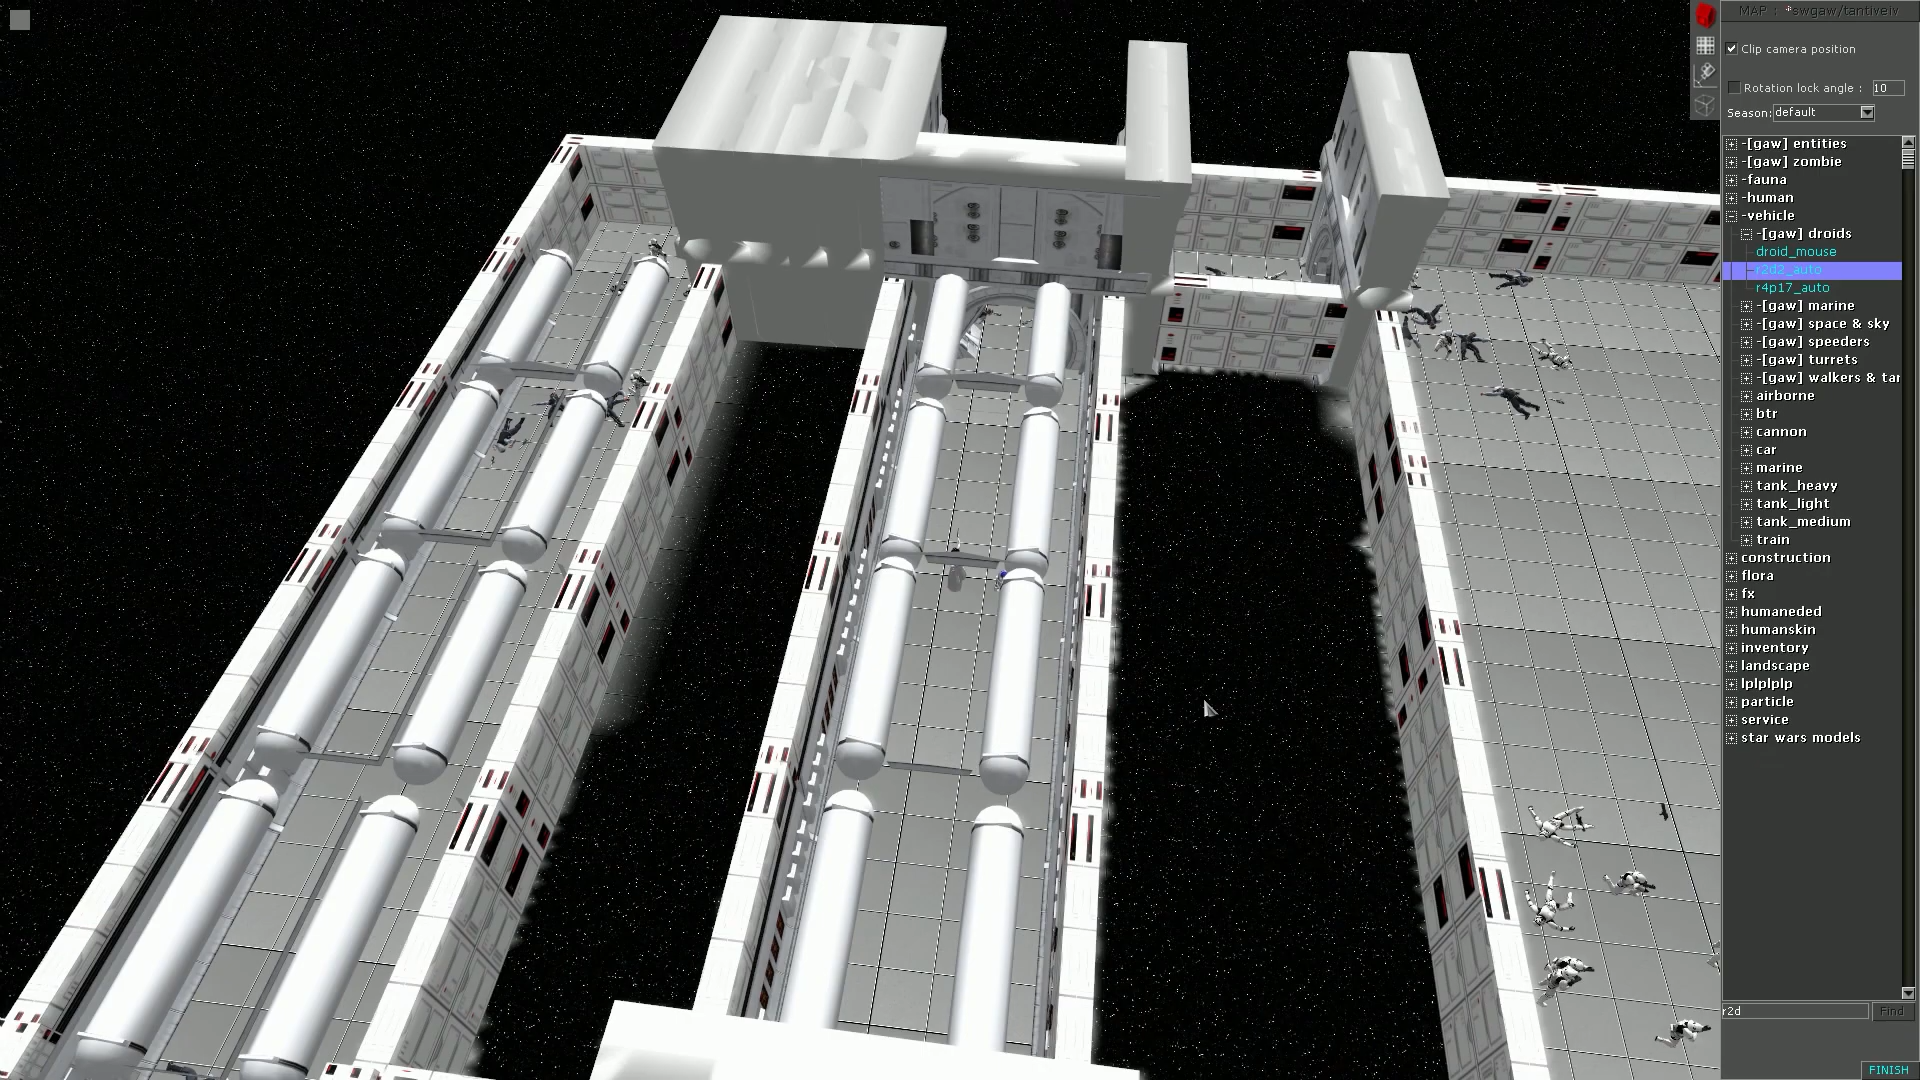 MAP : *swgaw/tantiveiv
Clip camera position
Rotation lock angle : 10
Season: default
-[gaw] entities
-[gaw] zombie
-fauna
-human
-vehicle
-[gaw] droids
droid_mouse
r2d2_auto
r4p17_auto
-[gaw] marine
-[gaw] space & sky
-[gaw] speeders
-[gaw] turrets
-[gaw] walkers & tar
airborne
btr
cannon
car
marine
tank_heavy
tank_light
tank_medium
train
construction
flora
fx
humaneded
humanskin
inventory
landscape
lplplplp
particle
service
star wars models
r2d Find
FINISH